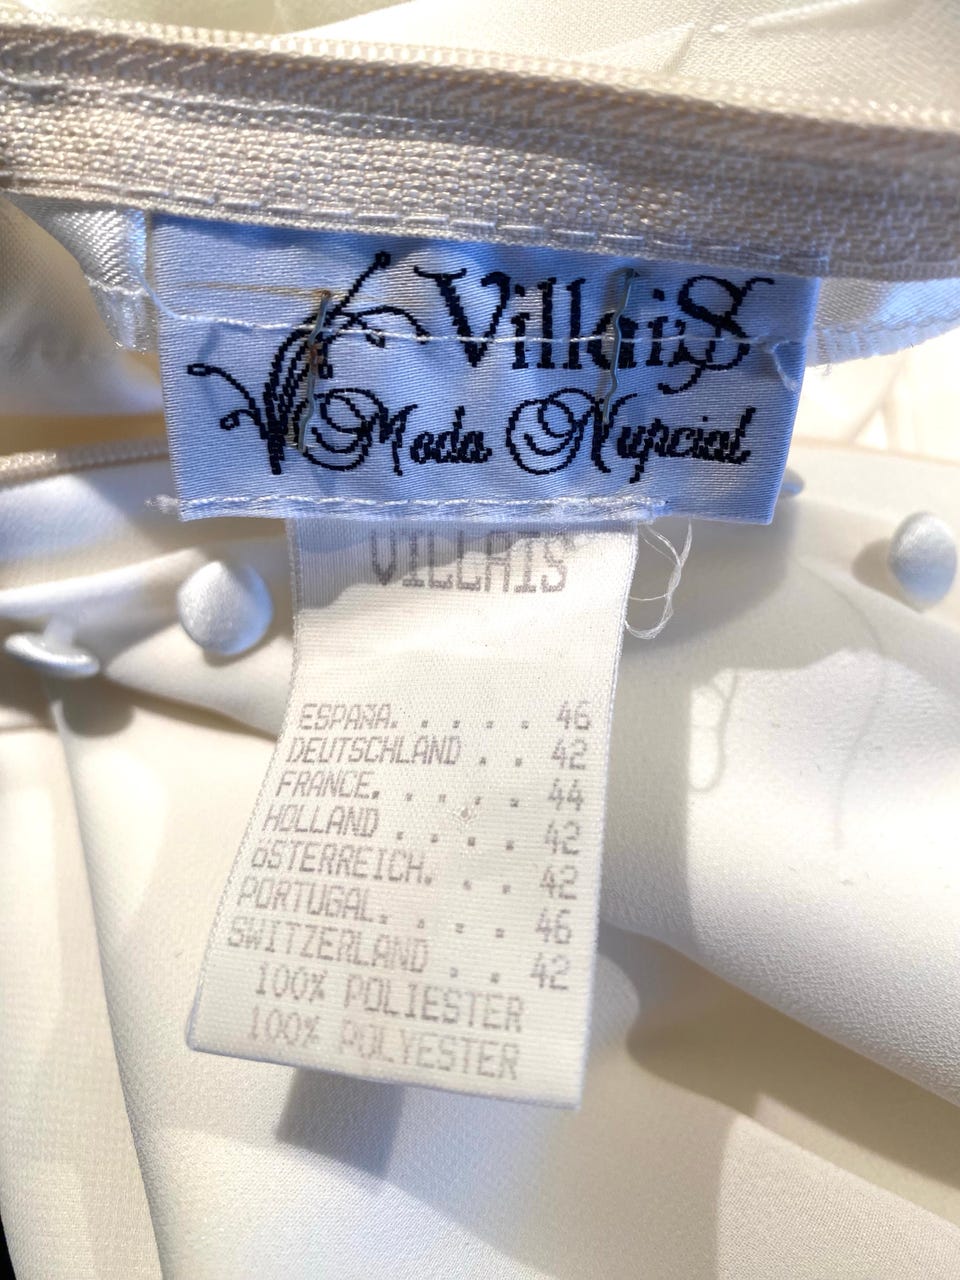 VillaiS
Moda Nupcial
VILLAIS
ESPAÑA. . . . . . 46
DEUTSCHLAND . . 42
FRANCE. . . . . 44
HOLLAND . . . . 42
ÖSTERREICH. . . 42
PORTUGAL. . . . 46
SWITZERLAND . . 42
100% POLIESTER
100% POLYESTER